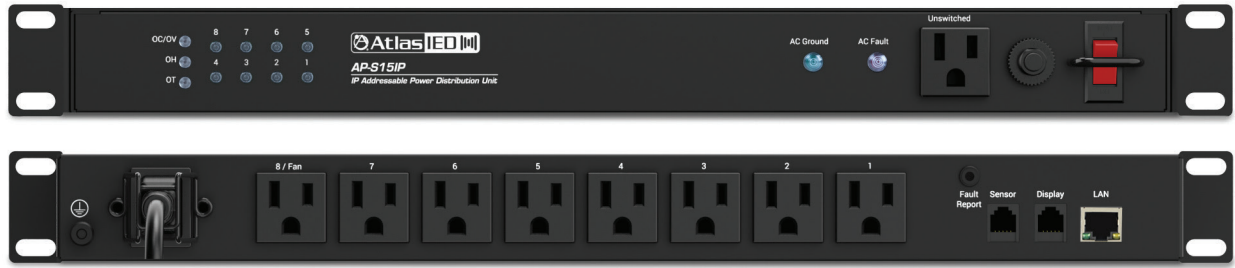 Unswitched
8 7 6 5
OC/OV
4 3 2 1
OH
OT
Atlas IED
AP-S15IP
IP Addressable Power Distribution Unit
AC Ground
AC Fault
8 / Fan
7
6
5
4
3
2
1
Fault
Report
Sensor
Display
LAN